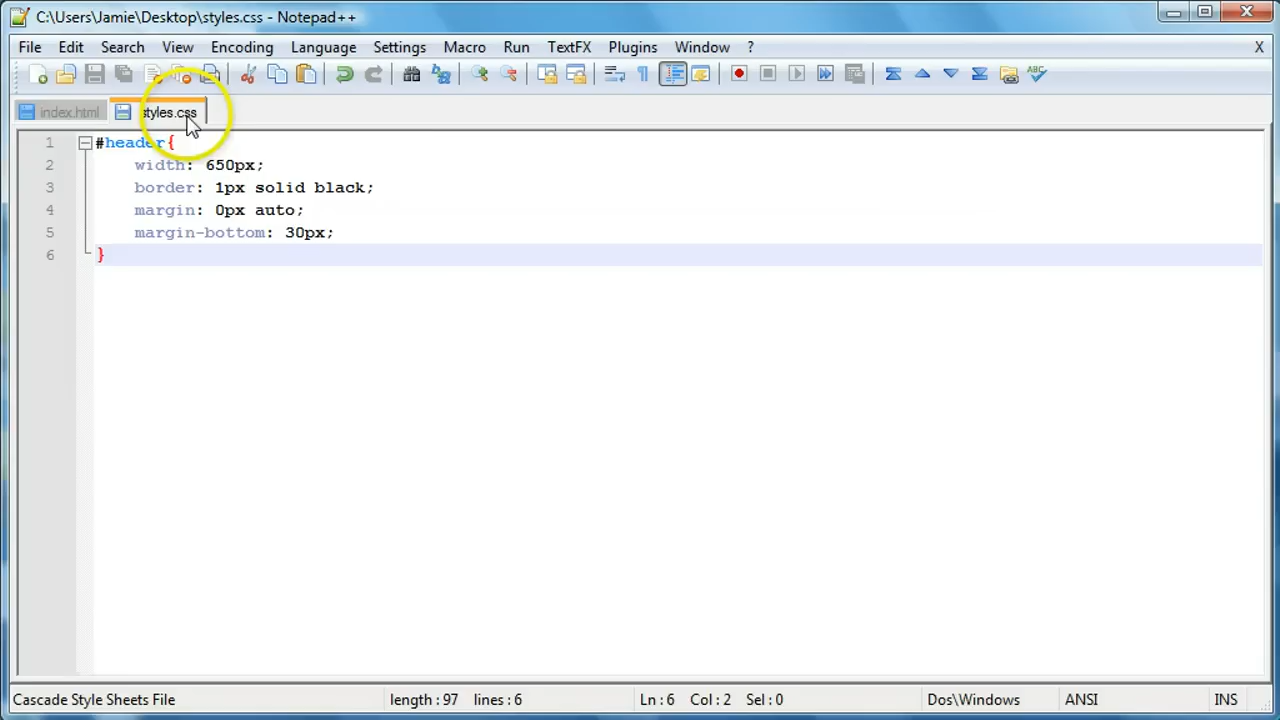 C:\Users\Jamie\Desktop\styles.css - Notepad++
File Edit Search View Encoding Language Settings Macro Run TextFX Plugins Window ? X
index.html styles.css
1 #header{
2 width: 650px;
3 border: 1px solid black;
4 margin: 0px auto;
5 margin-bottom: 30px;
6 }
Cascade Style Sheets File length : 97 lines : 6 Ln : 6 Col : 2 Sel : 0 Dos\Windows ANSI INS